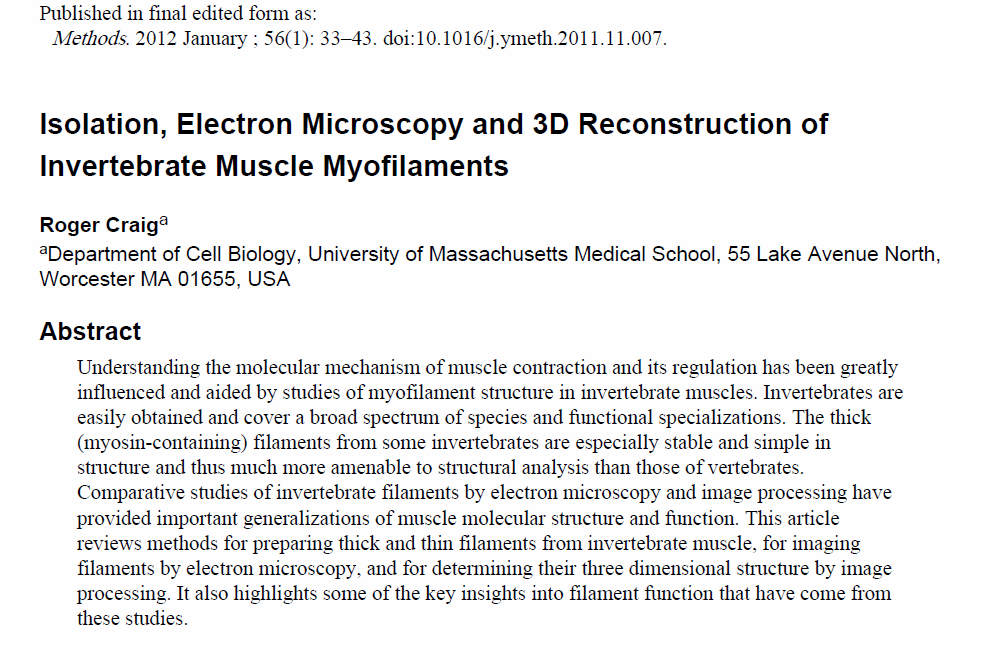 Published in final edited form as:
Methods. 2012 January ; 56(1): 33–43. doi:10.1016/j.ymeth.2011.11.007.
Isolation, Electron Microscopy and 3D Reconstruction of
Invertebrate Muscle Myofilaments
Roger Craigª
ªDepartment of Cell Biology, University of Massachusetts Medical School, 55 Lake Avenue North,
Worcester MA 01655, USA
Abstract
Understanding the molecular mechanism of muscle contraction and its regulation has been greatly
influenced and aided by studies of myofilament structure in invertebrate muscles. Invertebrates are
easily obtained and cover a broad spectrum of species and functional specializations. The thick
(myosin-containing) filaments from some invertebrates are especially stable and simple in
structure and thus much more amenable to structural analysis than those of vertebrates.
Comparative studies of invertebrate filaments by electron microscopy and image processing have
provided important generalizations of muscle molecular structure and function. This article
reviews methods for preparing thick and thin filaments from invertebrate muscle, for imaging
filaments by electron microscopy, and for determining their three dimensional structure by image
processing. It also highlights some of the key insights into filament function that have come from
these studies.